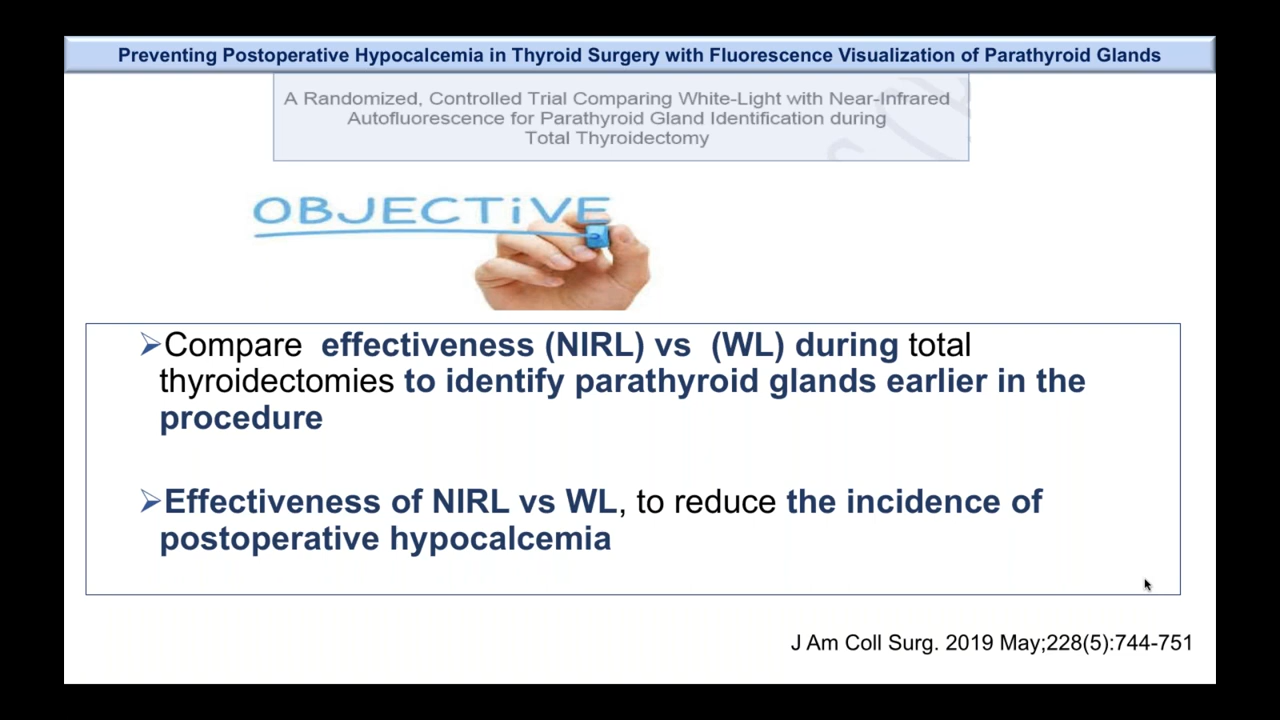 Preventing Postoperative Hypocalcemia in Thyroid Surgery with Fluorescence Visualization of Parathyroid Glands
A Randomized, Controlled Trial Comparing White-Light with Near-Infrared
Autofluorescence for Parathyroid Gland Identification during
Total Thyroidectomy
OBJECTiVE
➢Compare effectiveness (NIRL) vs (WL) during total
thyroidectomies to identify parathyroid glands earlier in the
procedure
➢Effectiveness of NIRL vs WL, to reduce the incidence of
postoperative hypocalcemia
J Am Coll Surg. 2019 May;228(5):744-751